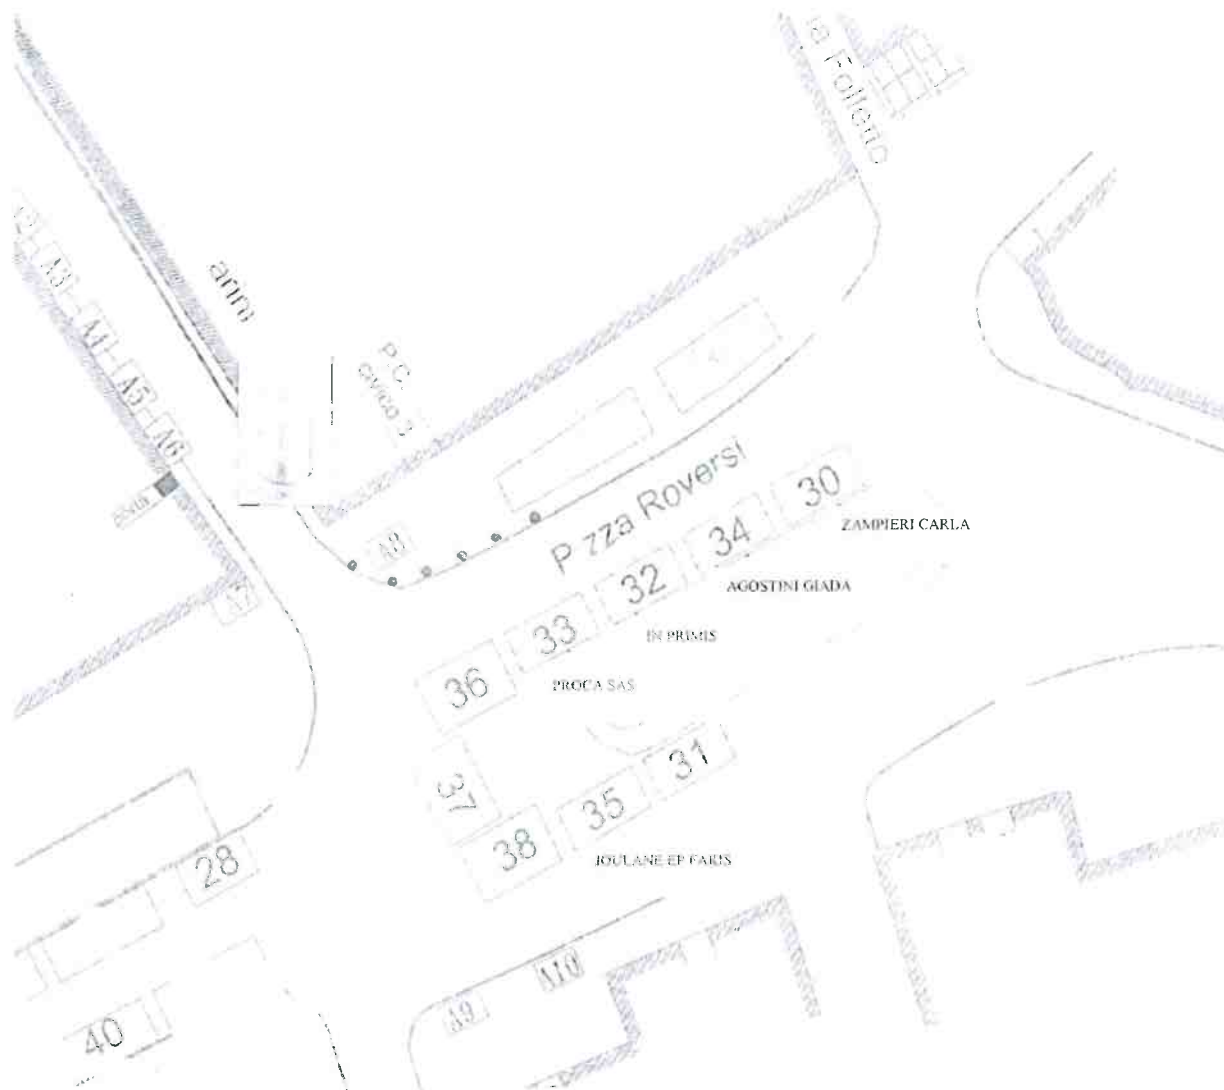 A3
A4
A5
A6
A7
A8
P.C.
CIVICO 3
P zza Roversi
30
ZAMPIERI CARLA
34
AGOSTINI GIADA
32
IN PRIMIS
33
PROCA SAS
36
37
31
35
38
JOULANE EP FARIS
28
40
A9
A10